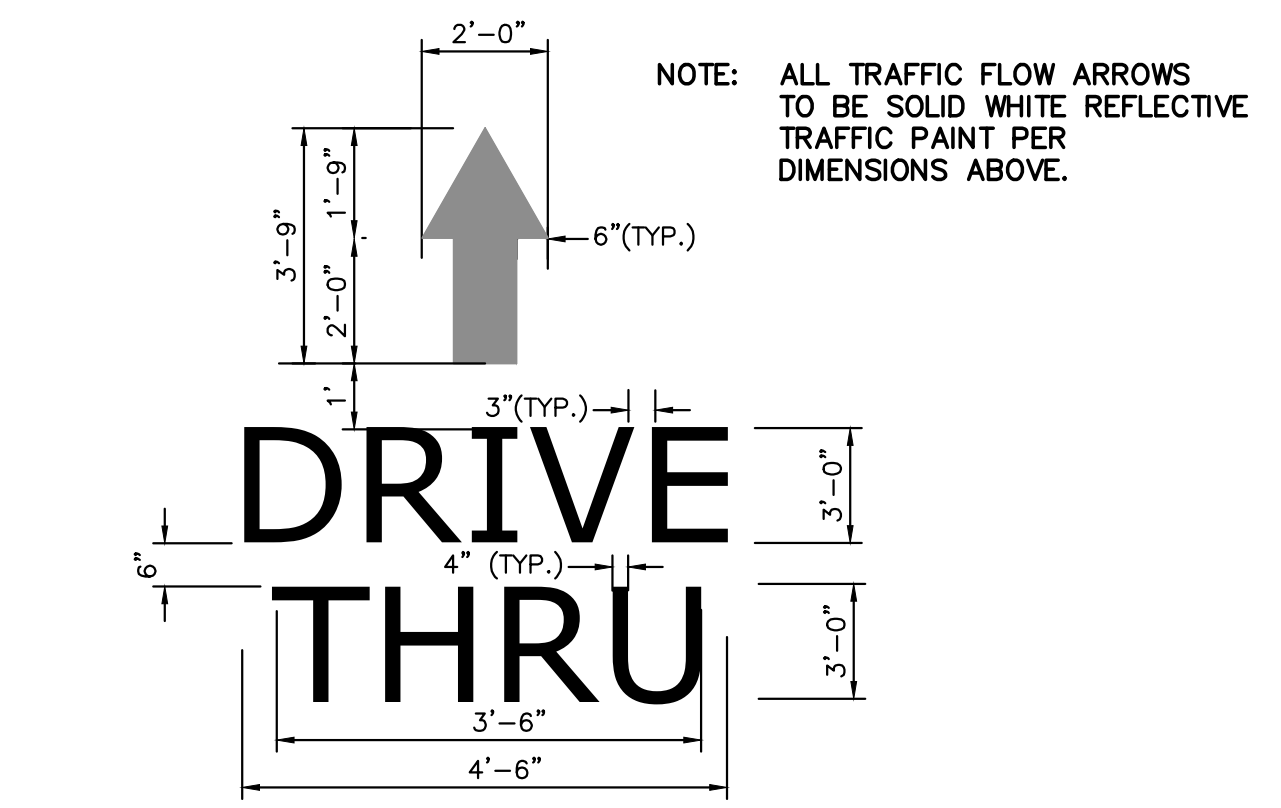 2'-0"
NOTE: ALL TRAFFIC FLOW ARROWS
TO BE SOLID WHITE REFLECTIVE
TRAFFIC PAINT PER
DIMENSIONS ABOVE.
1'-9"
3'-9"
6"(TYP.)
2'-0"
1'
3"(TYP.)
DRIVE
3'-0"
6"
4" (TYP.)
THRU
3'-0"
3'-6"
4'-6"